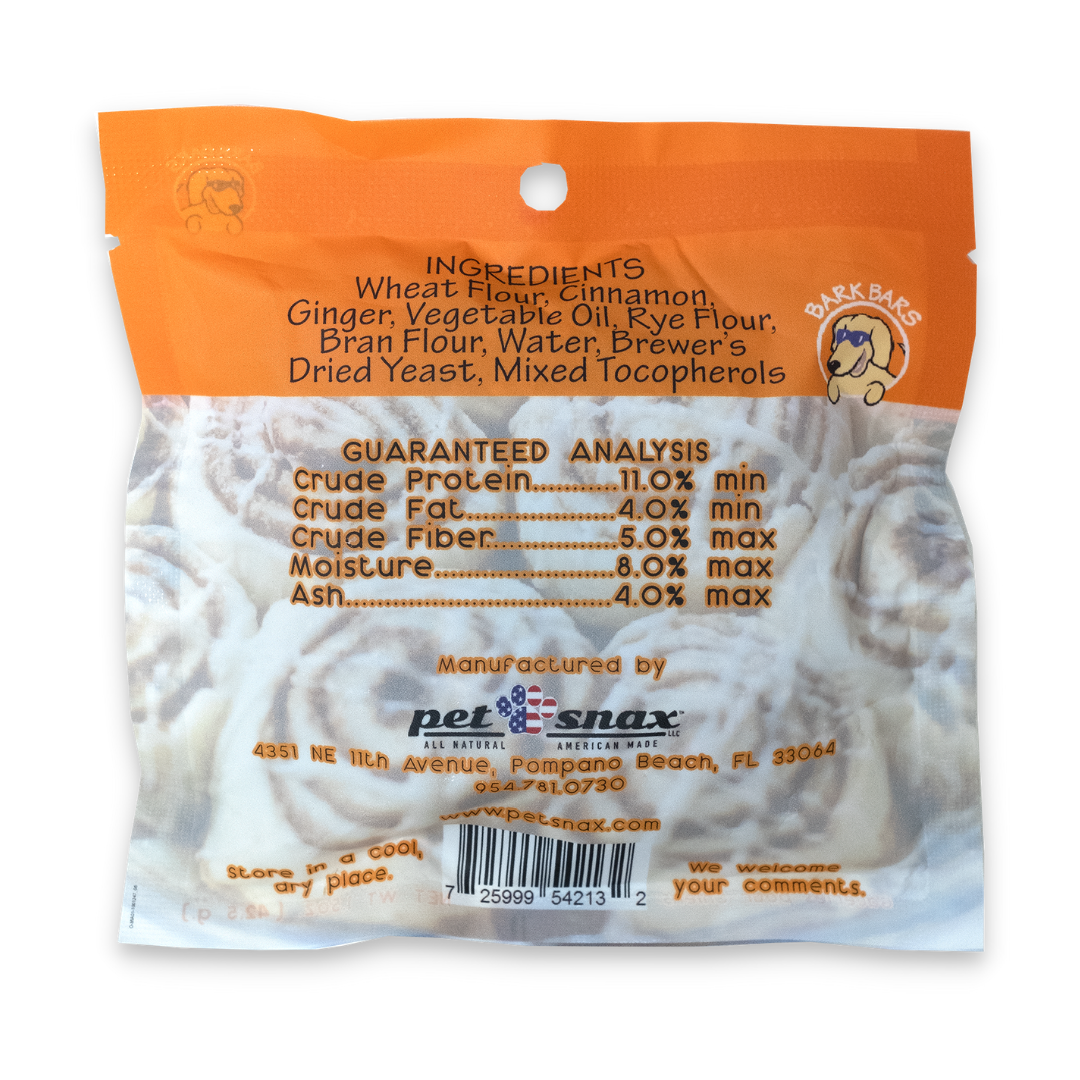 INGREDIENTS
Wheat Flour, Cinnamon,
Ginger, Vegetable Oil, Rye Flour,
Bran Flour, Water, Brewer's
Dried Yeast, Mixed Tocopherols
BARK BARS
GUARANTEED ANALYSIS
Crude Protein...........11.0% min
Crude Fat...................4.0% min
Crude Fiber...............5.0% max
Moisture......................8.0% max
Ash.................................4.0% max
Manufactured by
pet snax™ LLC
ALL NATURAL AMERICAN MADE
4351 NE 11th Avenue, Pompano Beach, FL 33064
954.781.0730
www.petsnax.com
Store in a cool,
dry place.
We welcome
your comments.
7 25999 54213 2